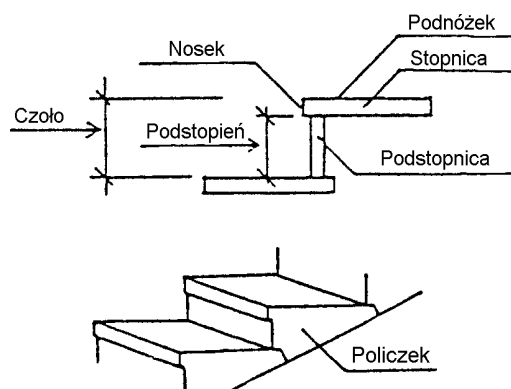 Podnóżek
Nosek
Stopnica
Czoło
Podstopień
Podstopnica
Policzek